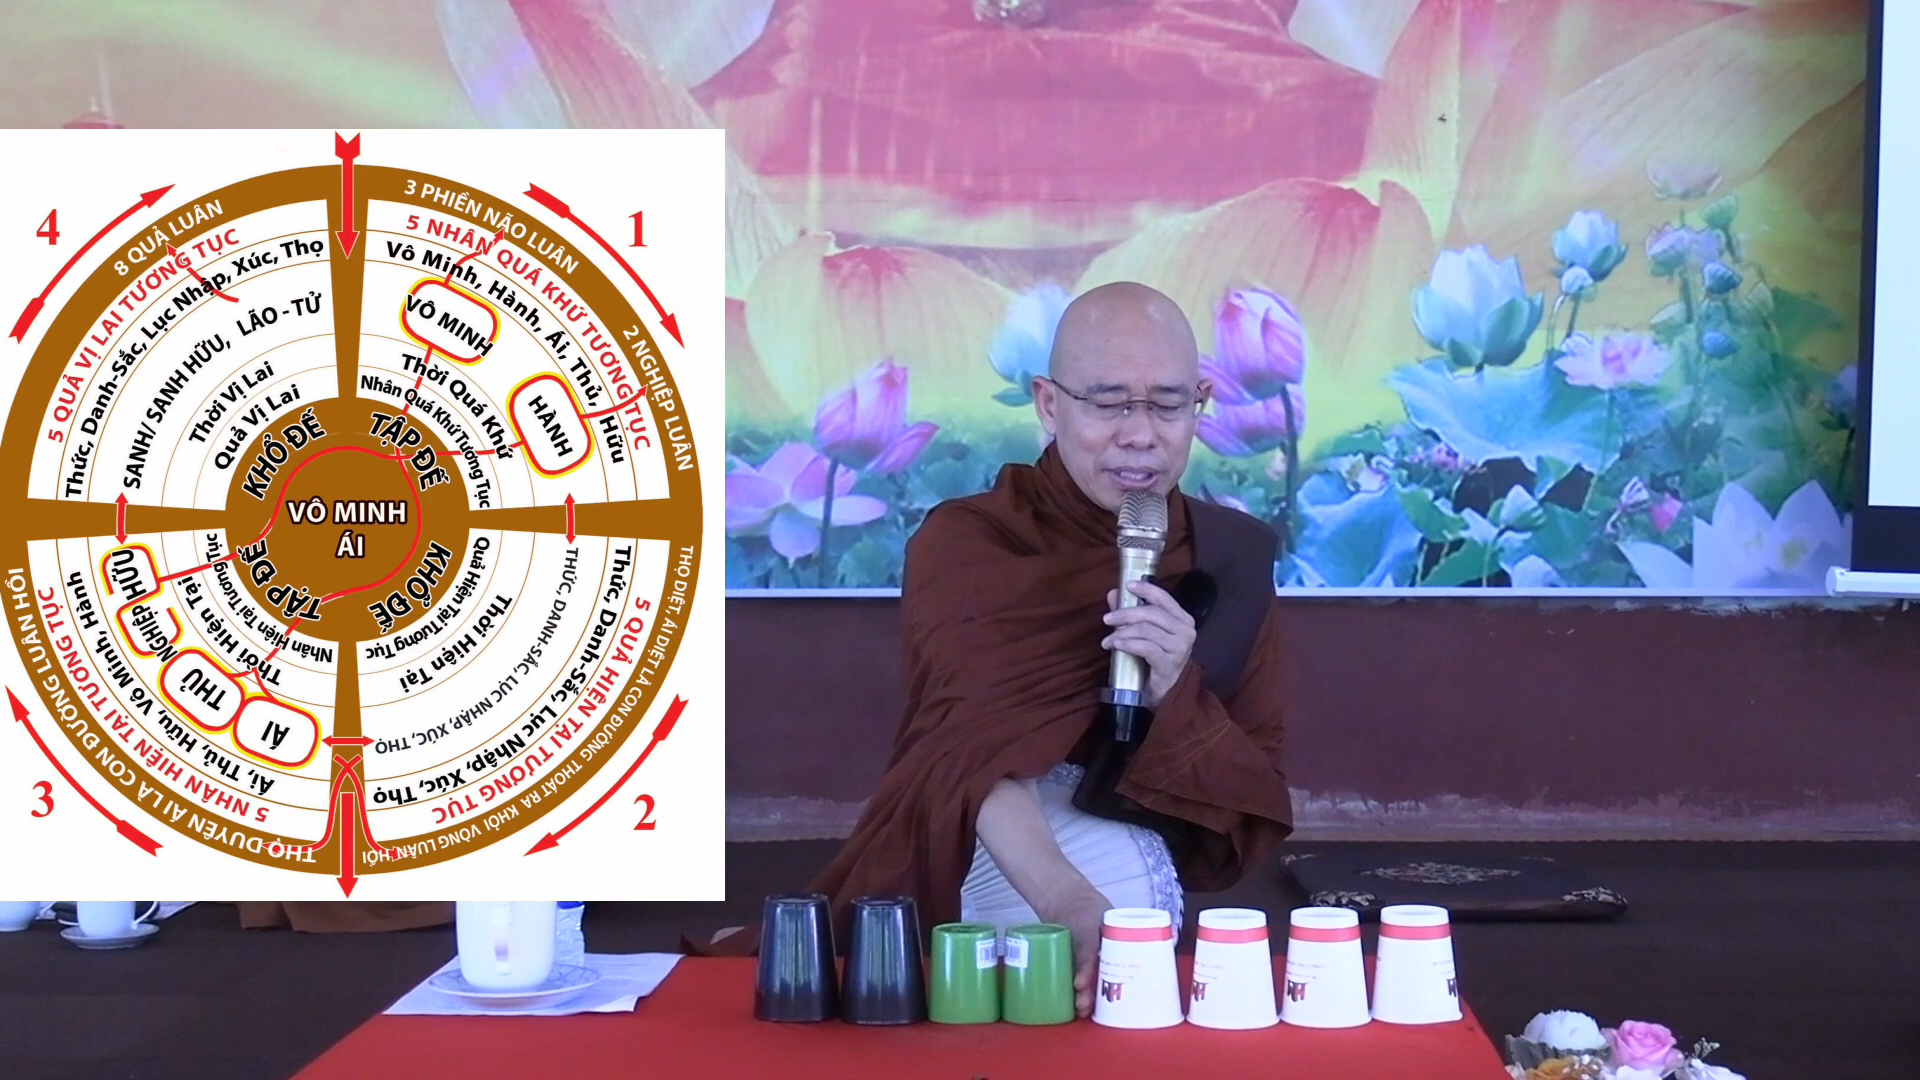 4
1
8 QUẢ LUÂN
5 QUẢ VỊ LAI TƯƠNG TỤC
Thức, Danh-Sắc, Lục Nhập, Xúc, Thọ
SANH/ SANH HỮU, LÃO - TỬ
Thời Vị Lai
Quả Vị Lai
KHỔ ĐẾ
3 PHIỀN NÃO LUÂN
2 NGHIỆP LUÂN
5 NHÂN QUÁ KHỨ TƯƠNG TỤC
Vô Minh, Hành, Ái, Thủ, Hữu
VÔ MINH
HÀNH
Thời Quá Khứ
Nhân Quá Khứ Tương Tục
TẬP ĐẾ
VÔ MINH
ÁI
KHỔ ĐẾ
Quả Hiện Tại Tương Tục
Thời Hiện Tại
THỨC, DANH-SẮC, LỤC NHẬP, XÚC, THỌ
Thức, Danh-Sắc, Lục Nhập, Xúc, Thọ
5 QUẢ HIỆN TẠI TƯƠNG TỤC
THỌ DIỆT, ÁI DIỆT LÀ CON ĐƯỜNG THOÁT RA KHỎI VÒNG LUÂN HỒI
2
TẬP ĐẾ
Nhân Hiện Tại Tương Tục
Thời Hiện Tại
ÁI
THỦ
NGHIỆP HỮU
Ái, Thủ, Hữu, Vô Minh, Hành
5 NHÂN HIỆN TẠI TƯƠNG TỤC
THỌ DUYÊN ÁI LÀ CON ĐƯỜNG LUÂN HỒI
3